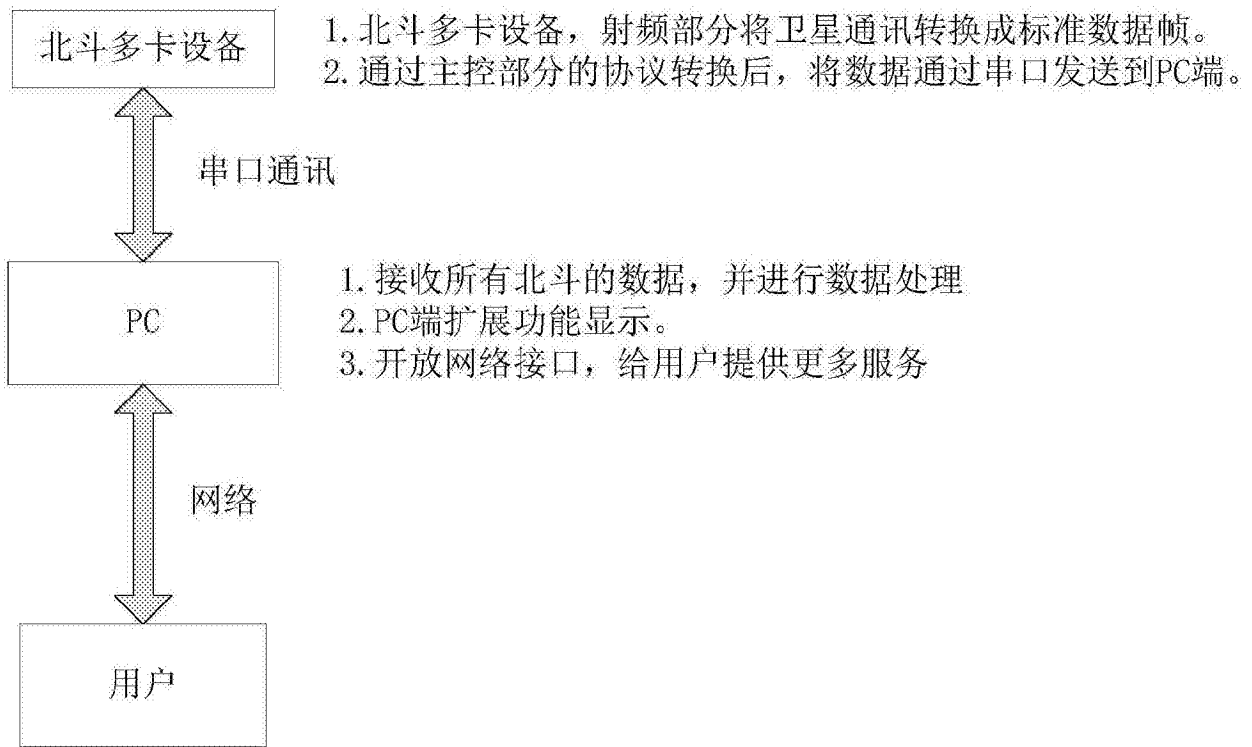 北斗多卡设备
1.北斗多卡设备，射频部分将卫星通讯转换成标准数据帧。
2.通过主控部分的协议转换后，将数据通过串口发送到PC端。
串口通讯
PC
1.接收所有北斗的数据，并进行数据处理
2.PC端扩展功能显示。
3.开放网络接口，给用户提供更多服务
网络
用户